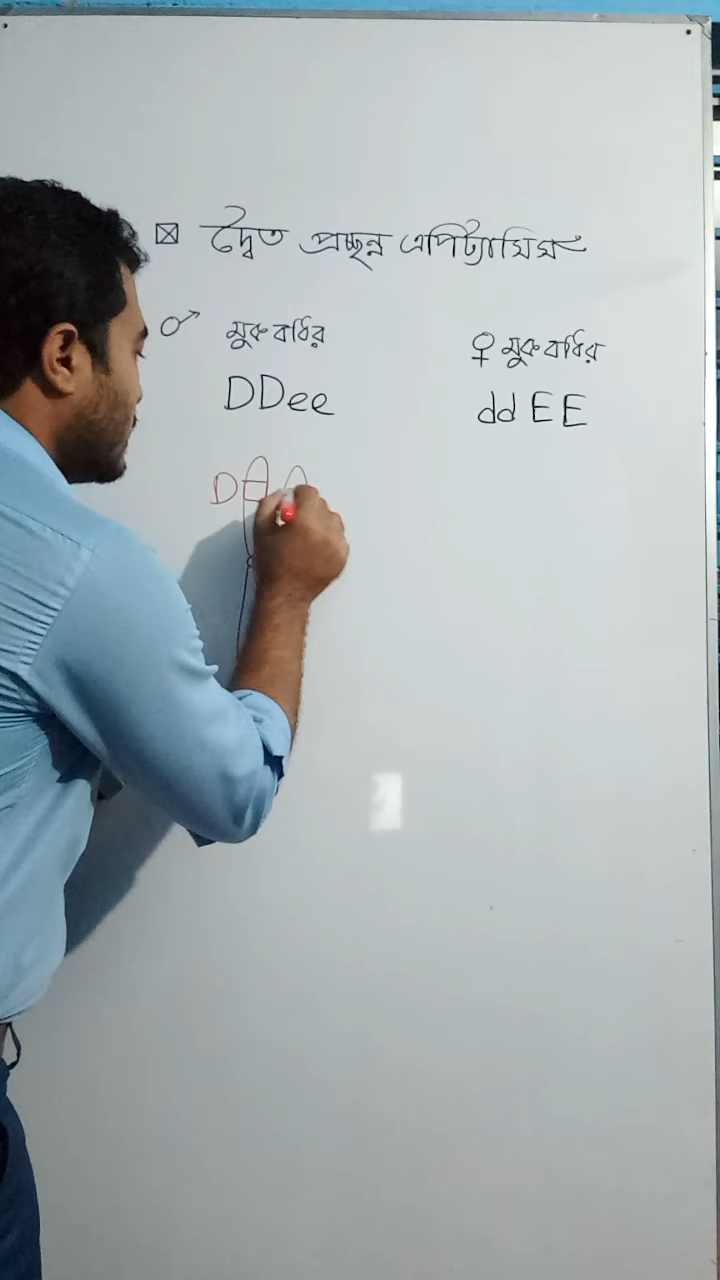 দ্বৈত প্রচ্ছন্ন এপিস্ট্যাসিস
♂ মুক বধির
♀ মুক বধির
DDee
ddEE
D